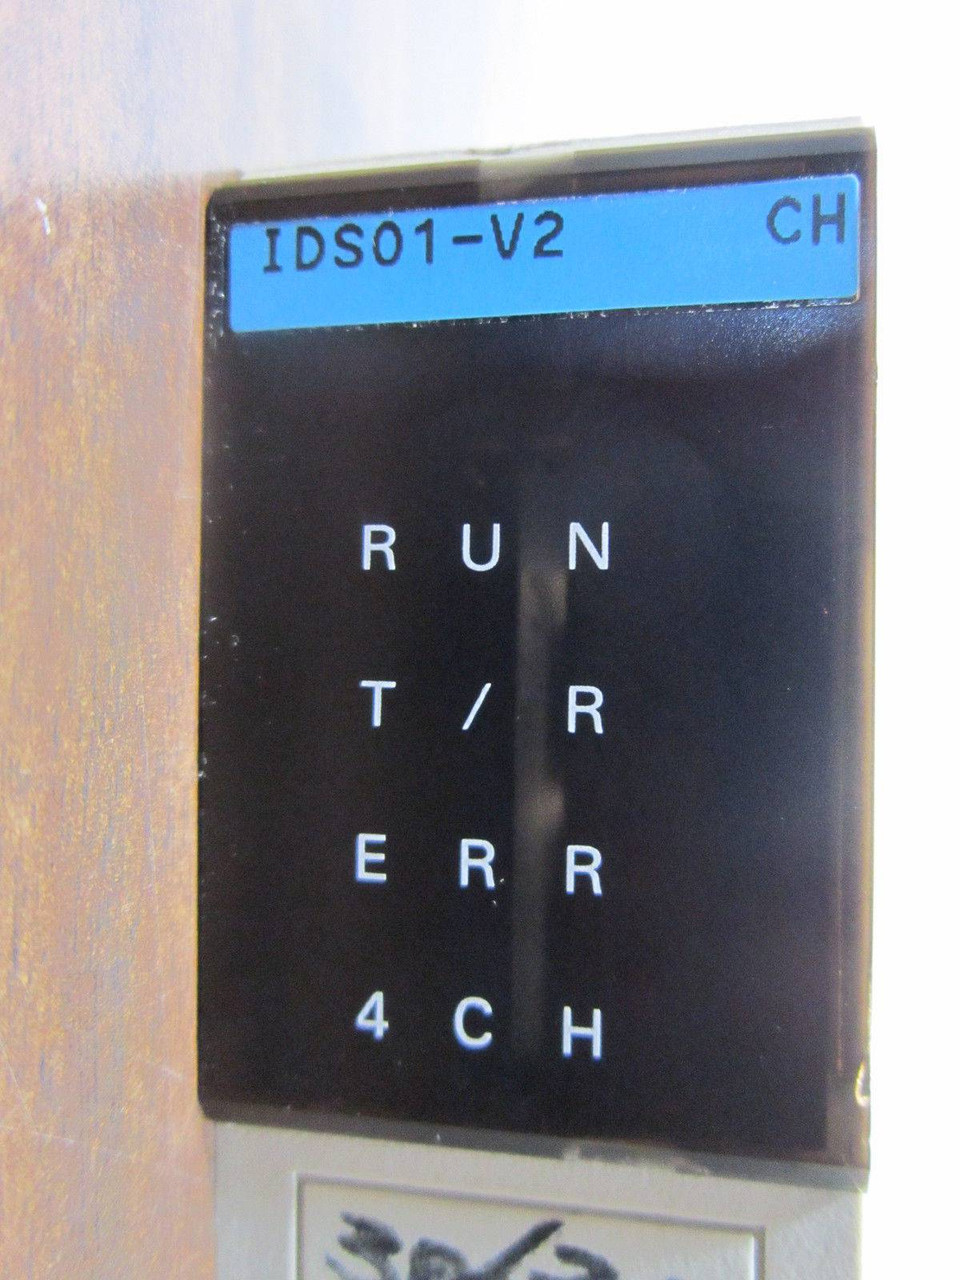 IDS01-V2 CH
RUN
T/R
ERR
4CH